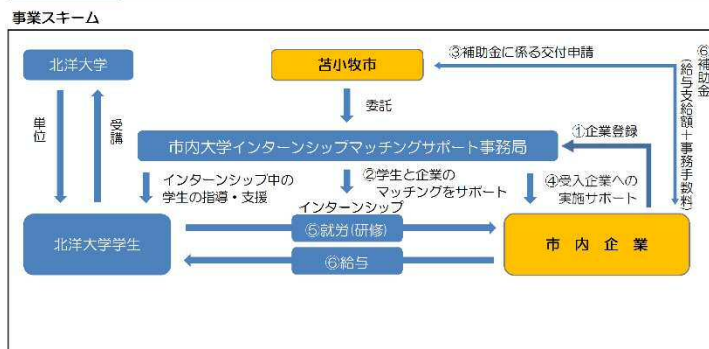 事業スキーム
北洋大学
苫小牧市
③補助金に係る交付申請
⑥補助金
(給与支給額＋事務手数料)
単位
受講
委託
①企業登録
市内大学インターンシップマッチングサポート事務局
インターンシップ中の
学生の指導・支援
②学生と企業の
マッチングをサポート
④受入企業への
実施サポート
インターンシップ
北洋大学学生
⑤就労(研修)
市内企業
⑥給与